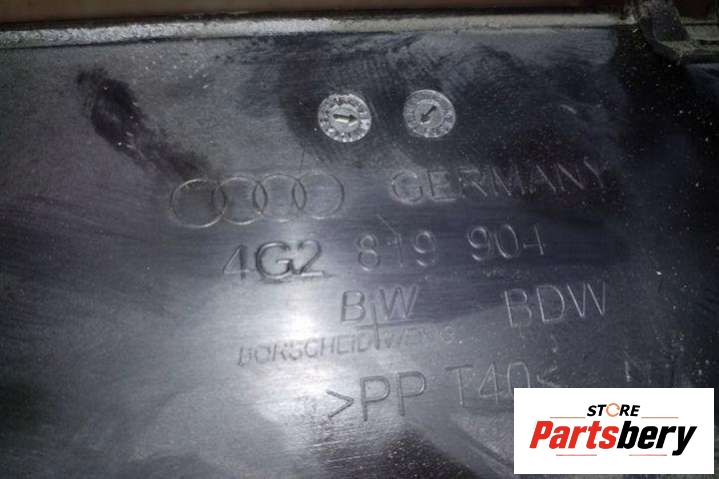 GERMANY
4G2 819 904
BW BDW
>PP T40<
STORE
Partsbery